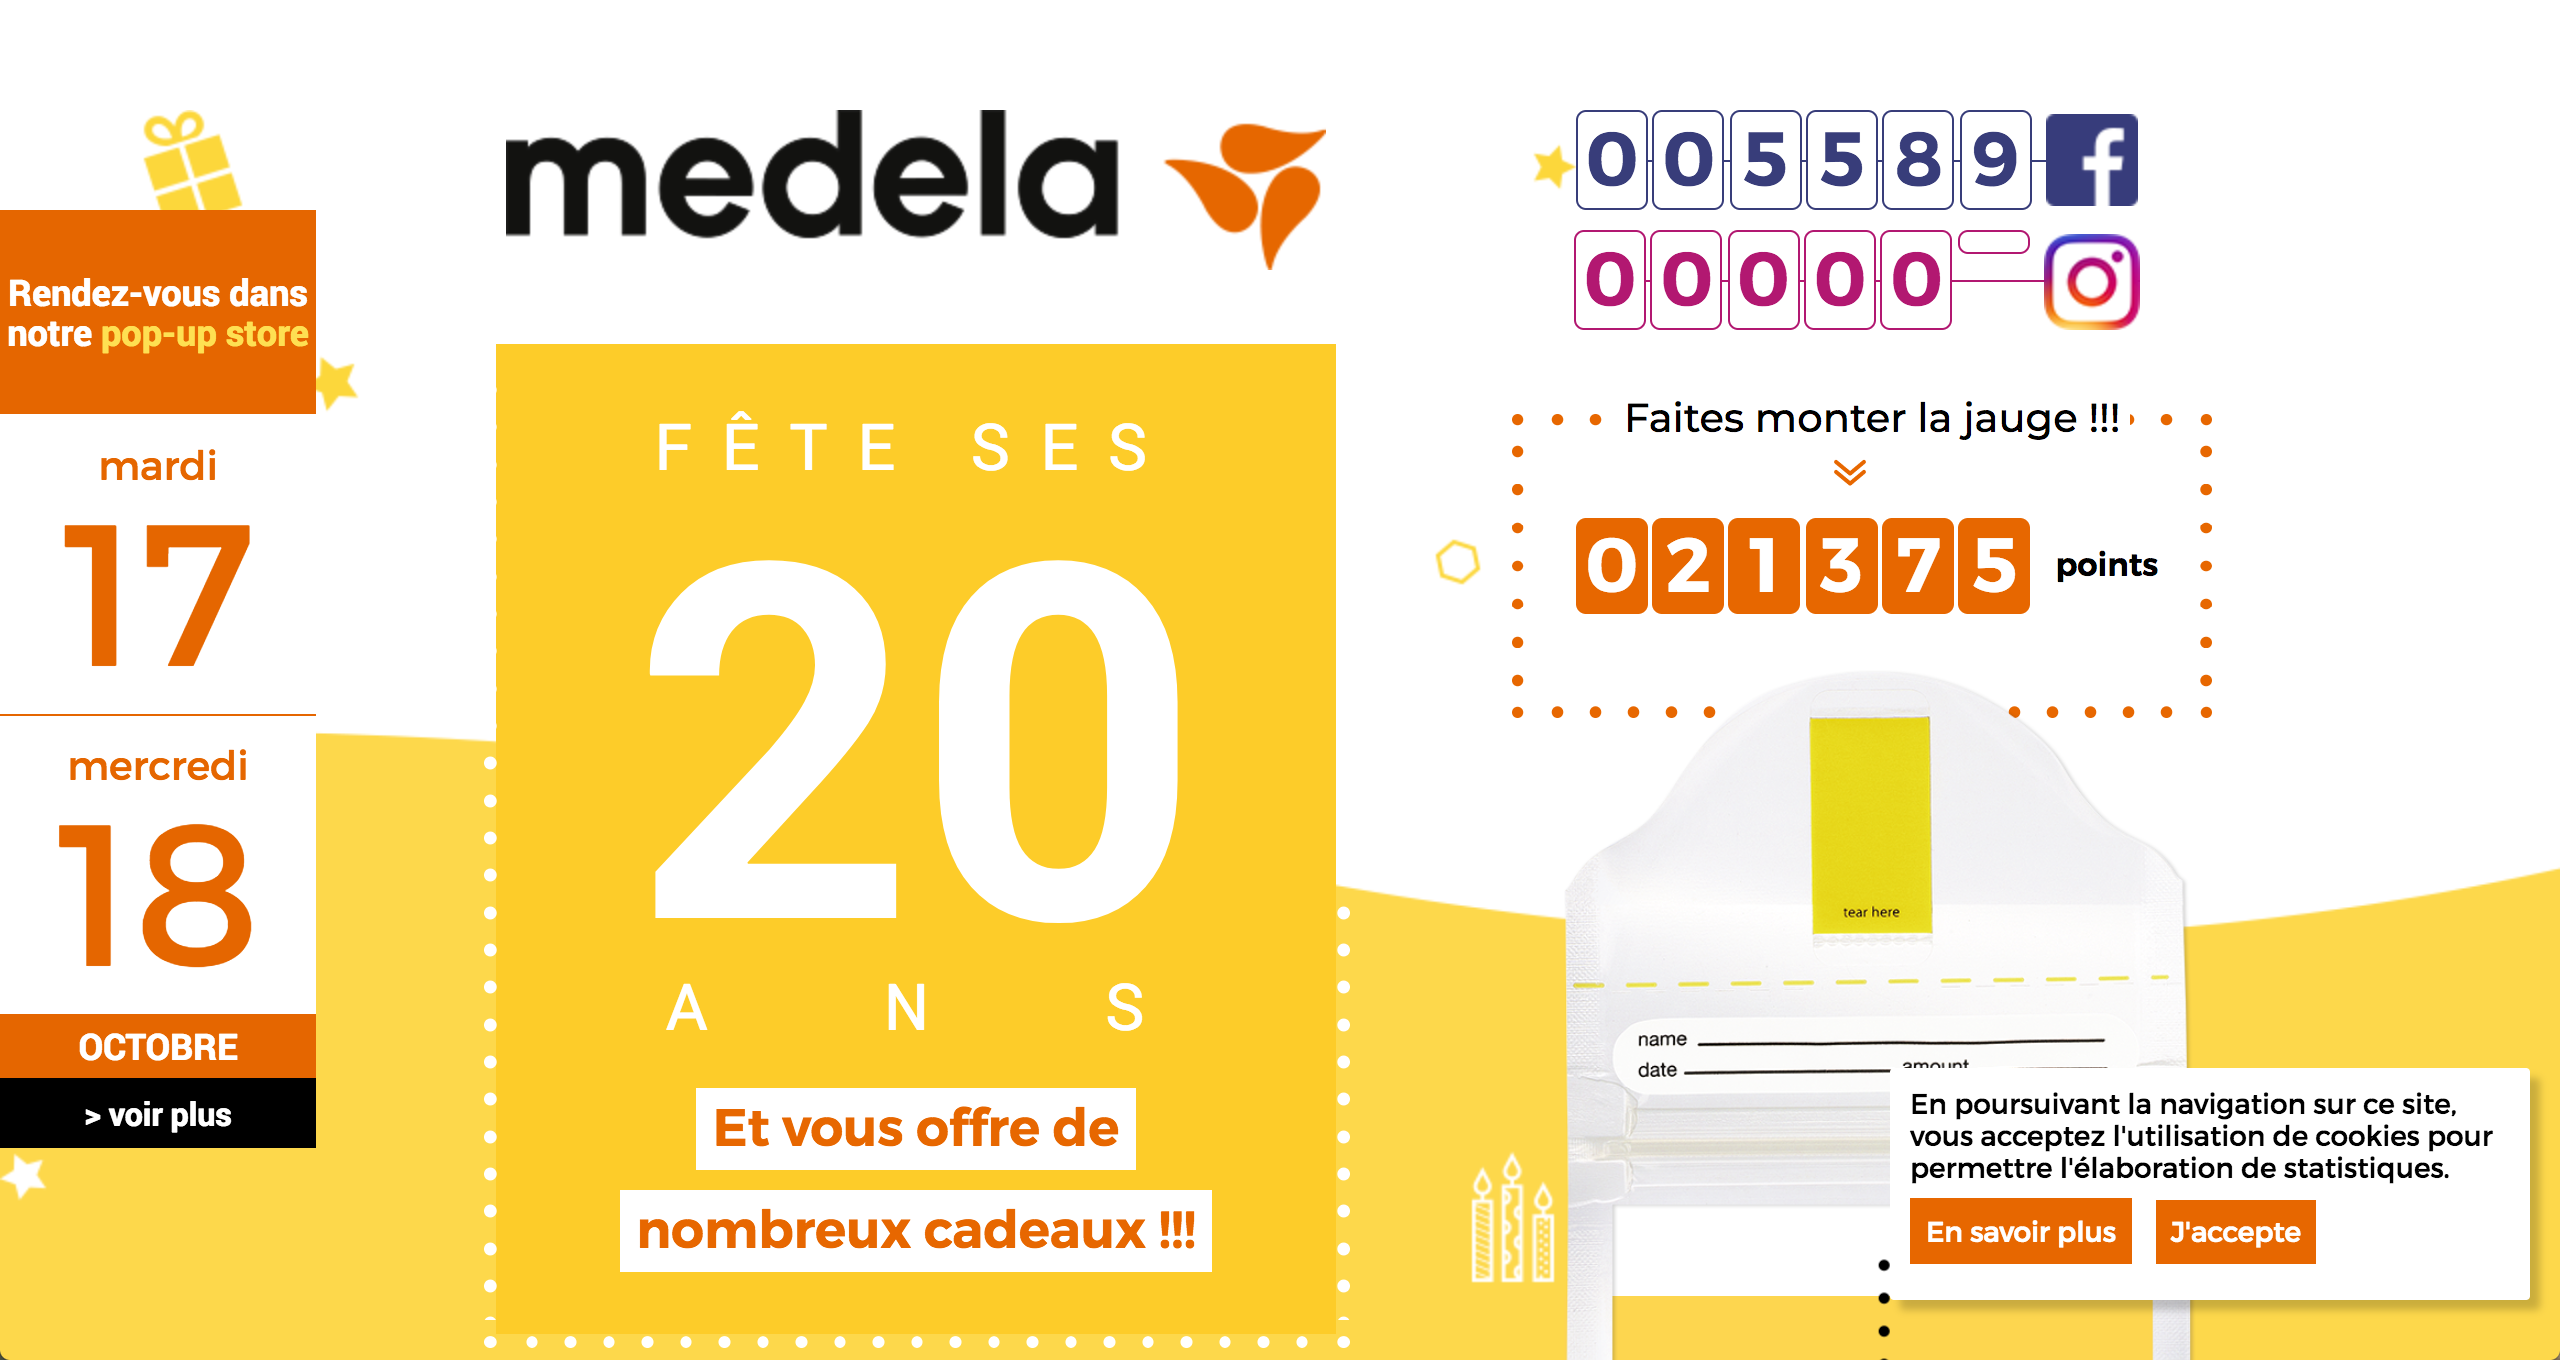 medela
005589
00000
Rendez-vous dans
notre pop-up store
mardi
17
mercredi
18
OCTOBRE
> voir plus
FÊTE SES
20
ANS
Et vous offre de
nombreux cadeaux !!!
Faites monter la jauge !!!
021375 points
tear here
name
date amount
En poursuivant la navigation sur ce site,
vous acceptez l'utilisation de cookies pour
permettre l'élaboration de statistiques.
En savoir plus J'accepte